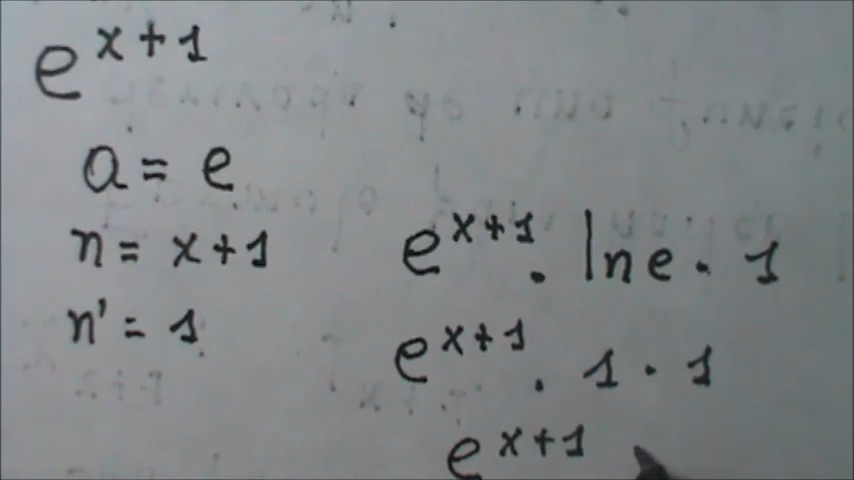 e^{x+1}
a = e
n = x+1
n' = 1
e^{x+1} . ln e . 1
e^{x+1} . 1 . 1
e^{x+1}